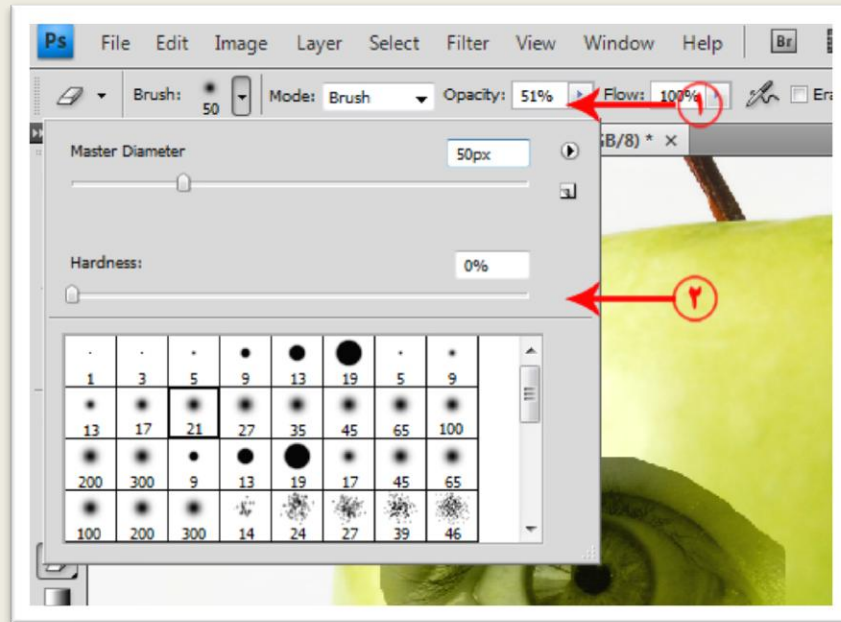 Ps File Edit Image Layer Select Filter View Window Help Br
Brush: 50 Mode: Brush Opacity: 51% Flow: 100% ۱
GB/8) * ×
Master Diameter 50px
Hardness: 0%
۲
1 3 5 9 13 19 5 9
13 17 21 27 35 45 65 100
200 300 9 13 19 17 45 65
100 200 300 14 24 27 39 46